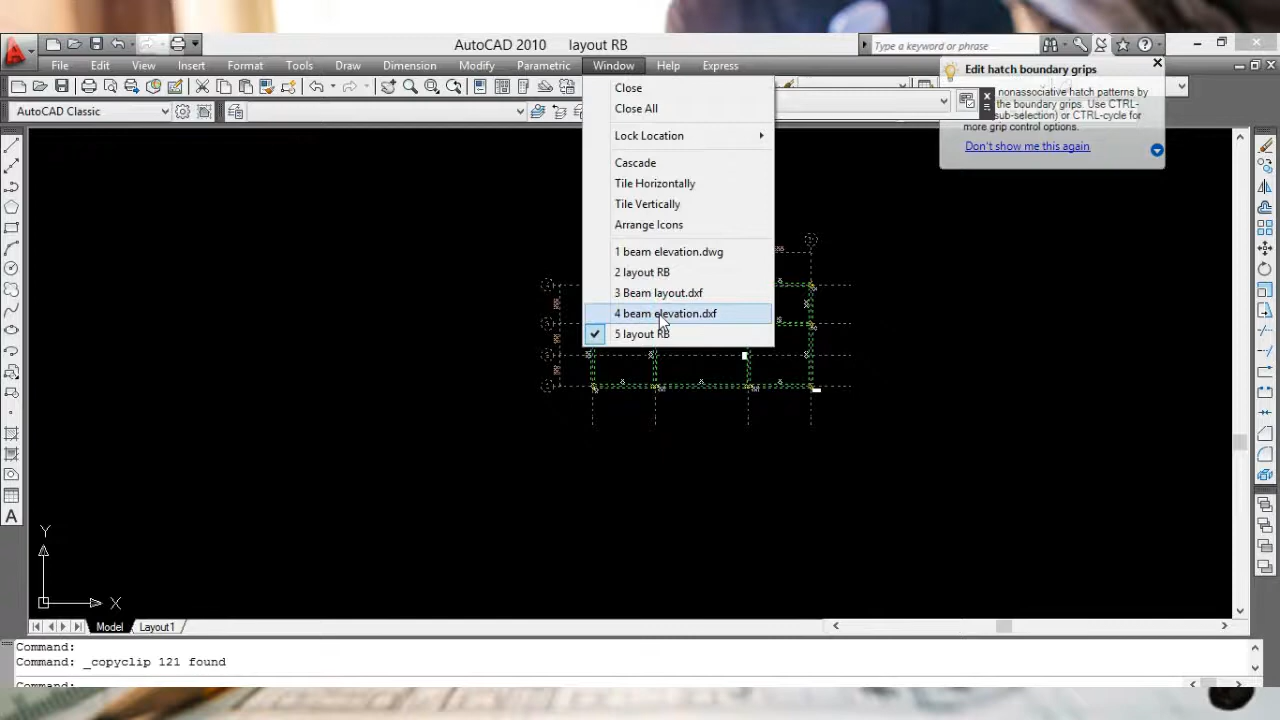 AutoCAD 2010 layout RB
Type a keyword or phrase
File Edit View Insert Format Tools Draw Dimension Modify Parametric Window Help Express
AutoCAD Classic
Close
Close All
Lock Location
Cascade
Tile Horizontally
Tile Vertically
Arrange Icons
1 beam elevation.dwg
2 layout RB
3 Beam layout.dxf
4 beam elevation.dxf
5 layout RB
Edit hatch boundary grips
nonassociative hatch patterns by
the boundary grips. Use CTRL-
sub-selection) or CTRL-cycle for
more grip control options.
Don't show me this again
A
Y
X
Model Layout1
Command:
Command: _copyclip 121 found
Command: